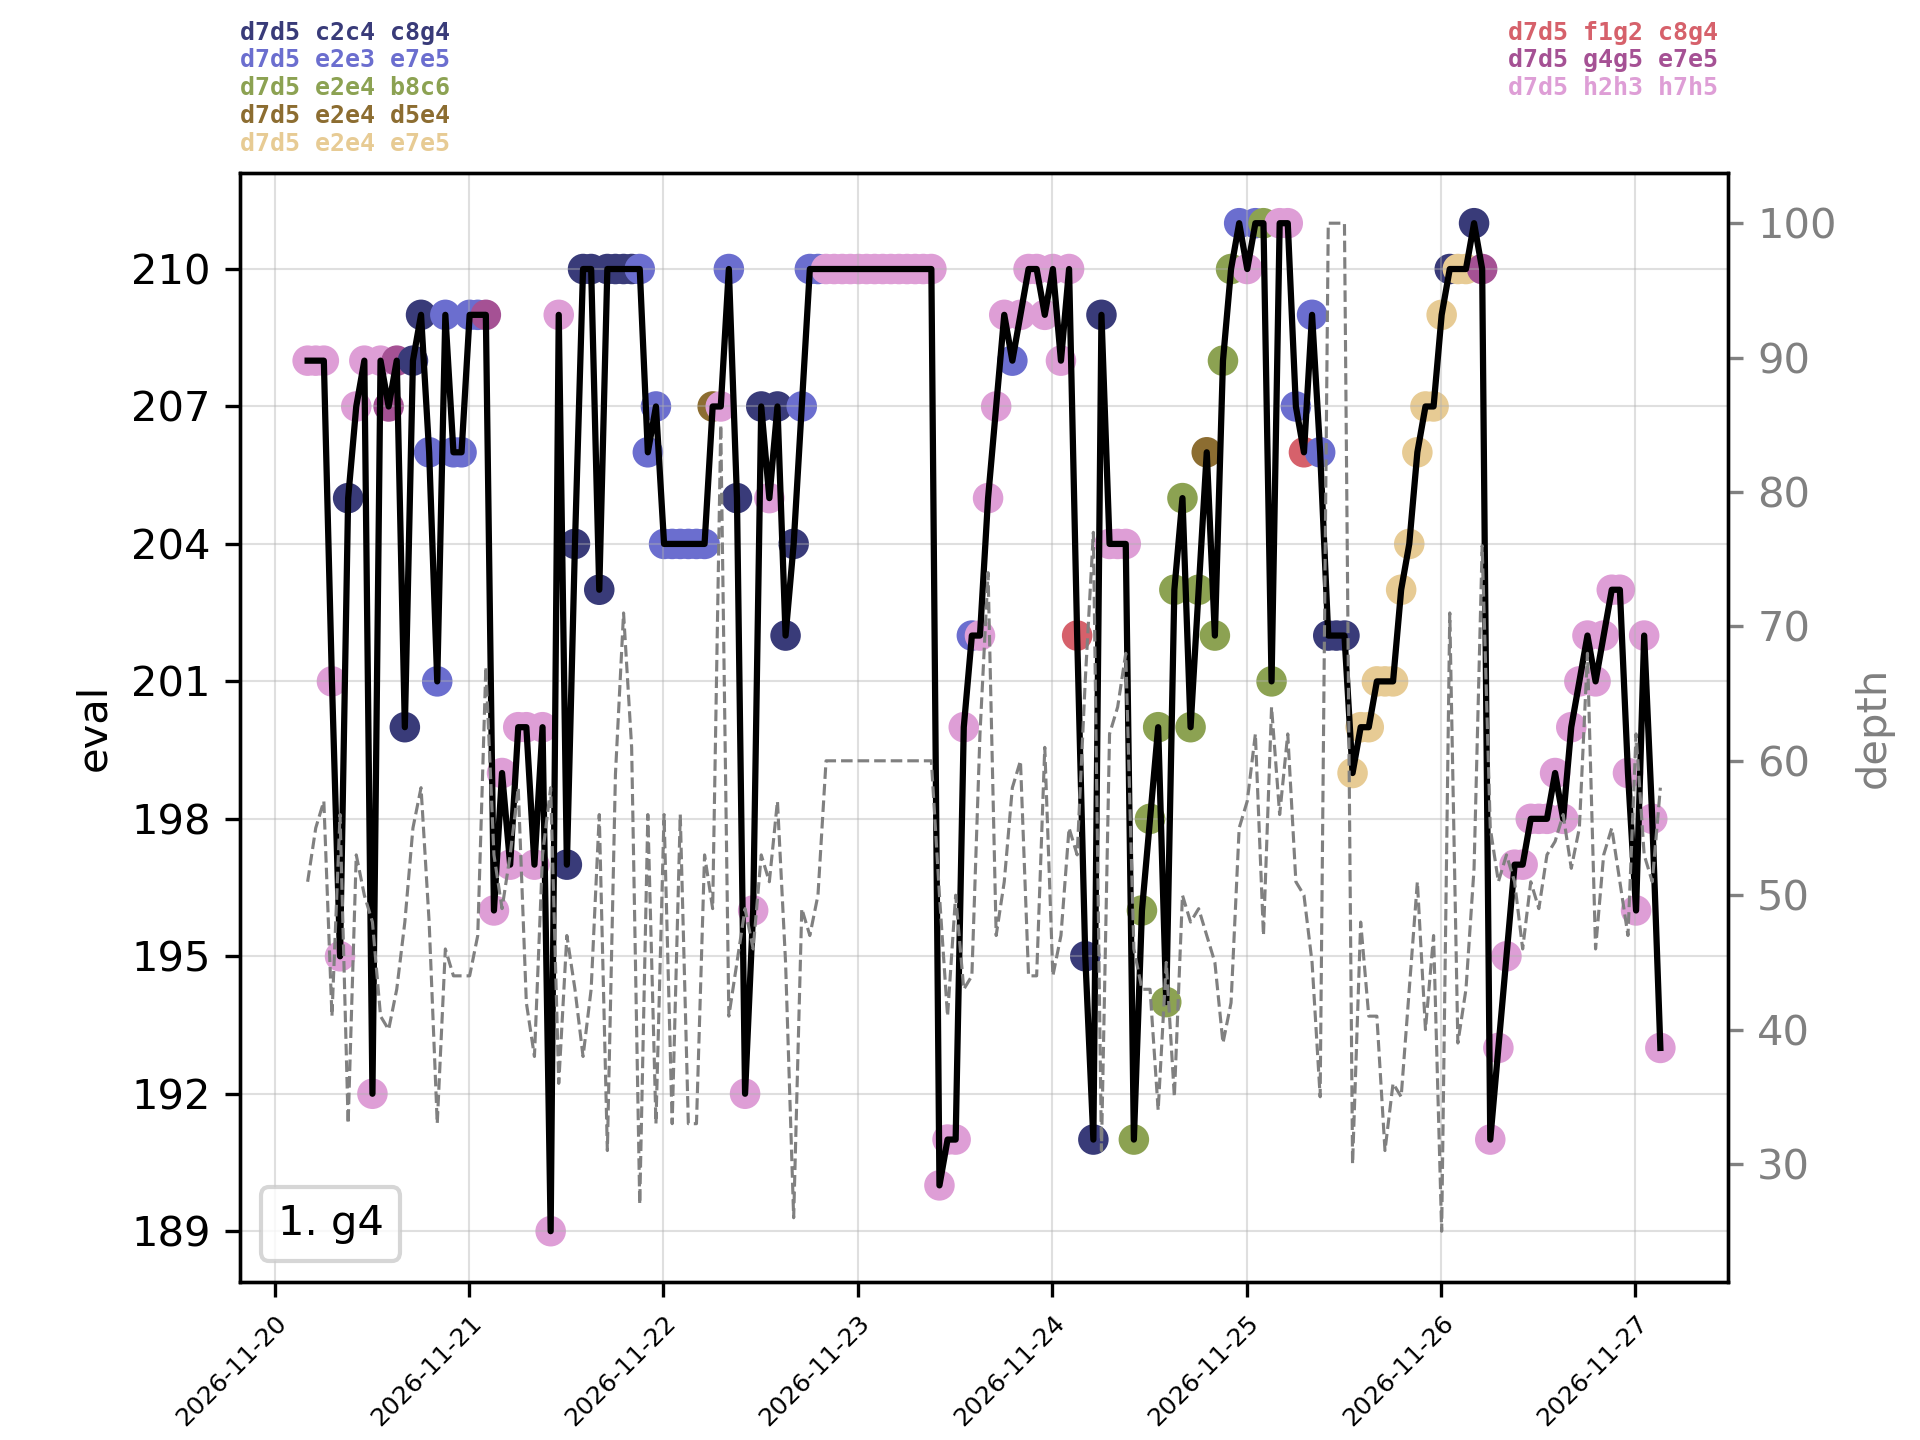 d7d5 c2c4 c8g4
d7d5 e2e3 e7e5
d7d5 e2e4 b8c6
d7d5 e2e4 d5e4
d7d5 e2e4 e7e5
d7d5 f1g2 c8g4
d7d5 g4g5 e7e5
d7d5 h2h3 h7h5
210
207
204
201
198
195
192
189
eval
100
90
80
70
60
50
40
30
depth
1. g4
2026-11-20
2026-11-21
2026-11-22
2026-11-23
2026-11-24
2026-11-25
2026-11-26
2026-11-27